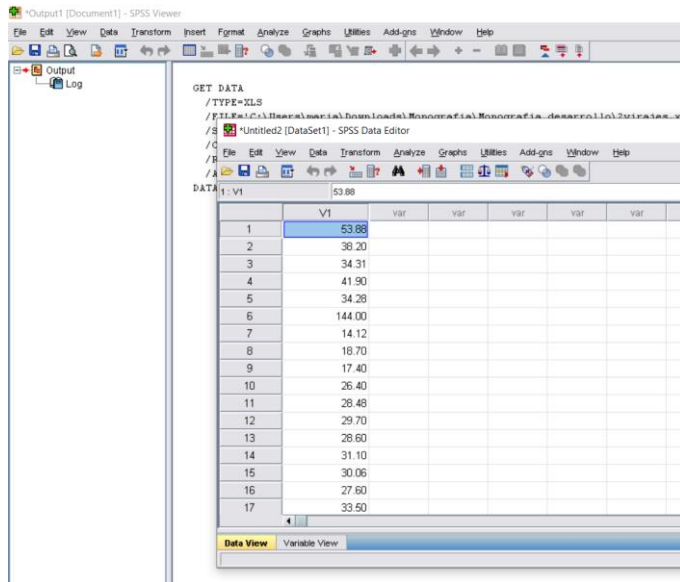 *Output1 [Document1] - SPSS Viewer
File Edit View Data Transform Insert Format Analyze Graphs Utilities Add-ons Window Help
Output
Log
GET DATA
/TYPE=XLS
/FILE='C:\Users\maria\Downloads\Monografia\Monografia desarrollo\2virajes.x
/S
/C
/R
/A
DATA
*Untitled2 [DataSet1] - SPSS Data Editor
File Edit View Data Transform Analyze Graphs Utilities Add-ons Window Help
1 : V1 53.88
V1 var var var var var
1 53.88
2 38.20
3 34.31
4 41.90
5 34.28
6 144.00
7 14.12
8 18.70
9 17.40
10 26.40
11 28.48
12 29.70
13 28.60
14 31.10
15 30.06
16 27.60
17 33.50
Data View Variable View